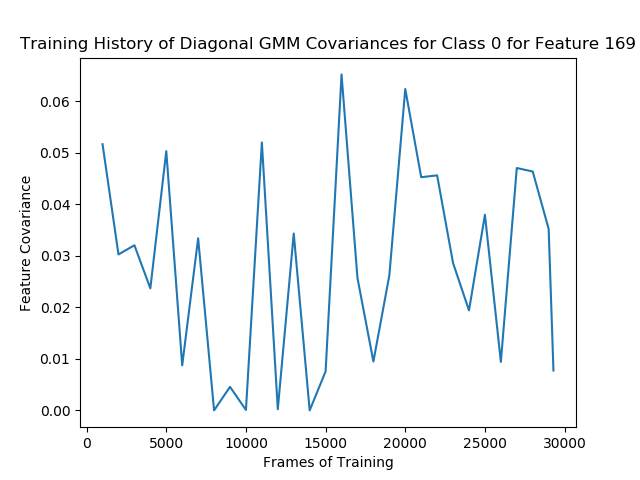 Training History of Diagonal GMM Covariances for Class 0 for Feature 169
0.06
0.05
0.04
0.03
0.02
0.01
0.00
Feature Covariance
0 5000 10000 15000 20000 25000 30000
Frames of Training